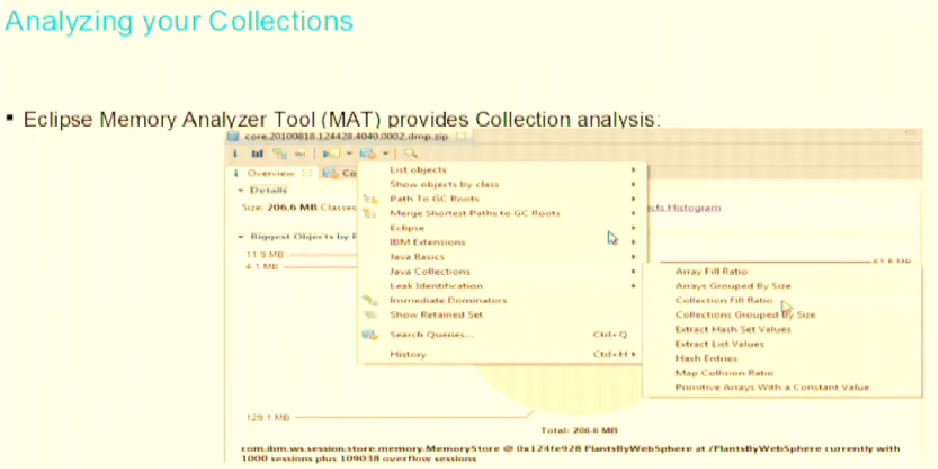 Analyzing your Collections
▪ Eclipse Memory Analyzer Tool (MAT) provides Collection analysis:
core.20100818.124428.4040.0002.dmp.zip
i Overview
Details
Size: 206.6 MB Classes
Histogram
Biggest Objects by
11.9 MB
4.1 MB
List objects
Show objects by class
Path To GC Roots
Merge Shortest Paths to GC Roots
Eclipse
IBM Extensions
Java Basics
Java Collections
Leak Identification
Immediate Dominators
Show Retained Set
Search Queries... Ctrl+Q
History Ctrl+H
Array Fill Ratio
Arrays Grouped By Size
Collection Fill Ratio
Collections Grouped By Size
Extract Hash Set Values
Extract List Values
Hash Entries
Map Collision Ratio
Primitive Arrays With a Constant Value
129.1 MB
Total: 206.6 MB
com.ibm.ws.session.store.memory.MemoryStore @ 0x124fe928 PlantsByWebSphere at /PlantsByWebSphere currently with
1000 sessions plus 109038 overflow sessions